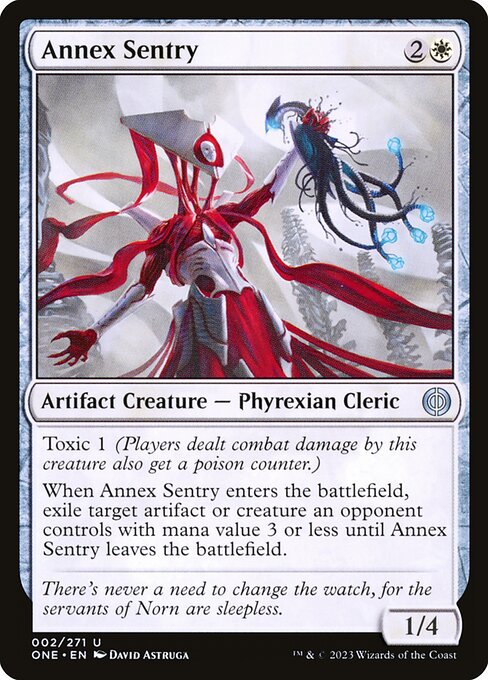 Annex Sentry 2
Artifact Creature — Phyrexian Cleric
Toxic 1 (Players dealt combat damage by this
creature also get a poison counter.)
When Annex Sentry enters the battlefield,
exile target artifact or creature an opponent
controls with mana value 3 or less until Annex
Sentry leaves the battlefield.
There's never a need to change the watch, for the
servants of Norn are sleepless.
1/4
002/271 U
ONE • EN DAVID ASTRUGA
™ & © 2023 Wizards of the Coast